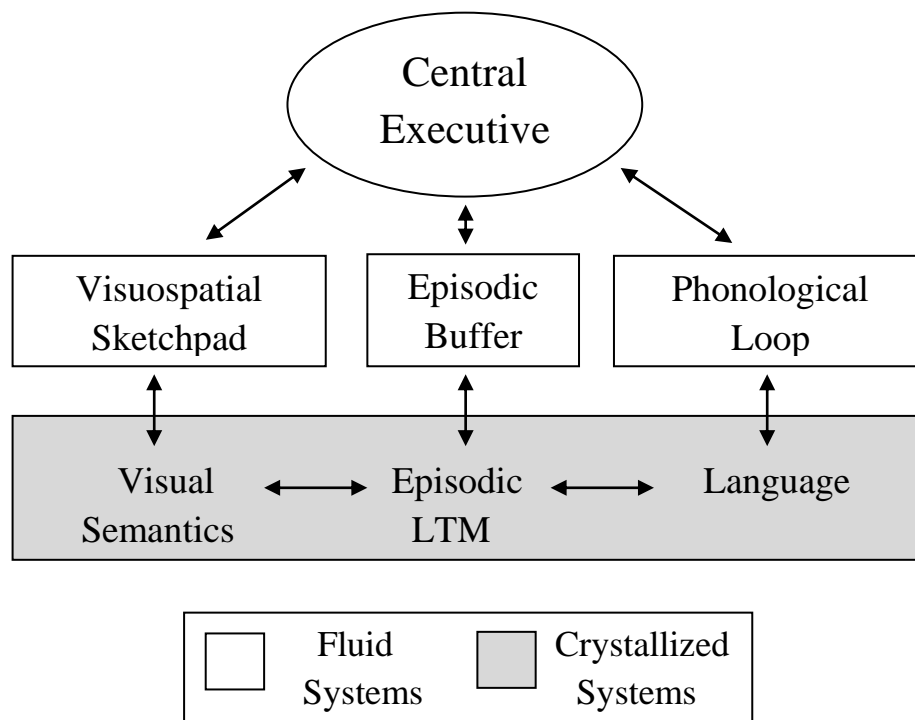 Central
Executive
Visuospatial
Sketchpad
Episodic
Buffer
Phonological
Loop
Visual
Semantics
Episodic
LTM
Language
Fluid
Systems
Crystallized
Systems